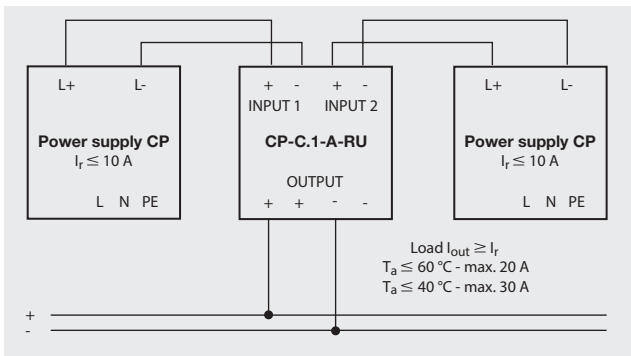 L+ L-
Power supply CP
Ir ≤ 10 A
L N PE
+ - + -
INPUT 1 INPUT 2
CP-C.1-A-RU
OUTPUT
+ + - -
L+ L-
Power supply CP
Ir ≤ 10 A
L N PE
Load Iout ≥ Ir
Ta ≤ 60 °C - max. 20 A
Ta ≤ 40 °C - max. 30 A
+
-